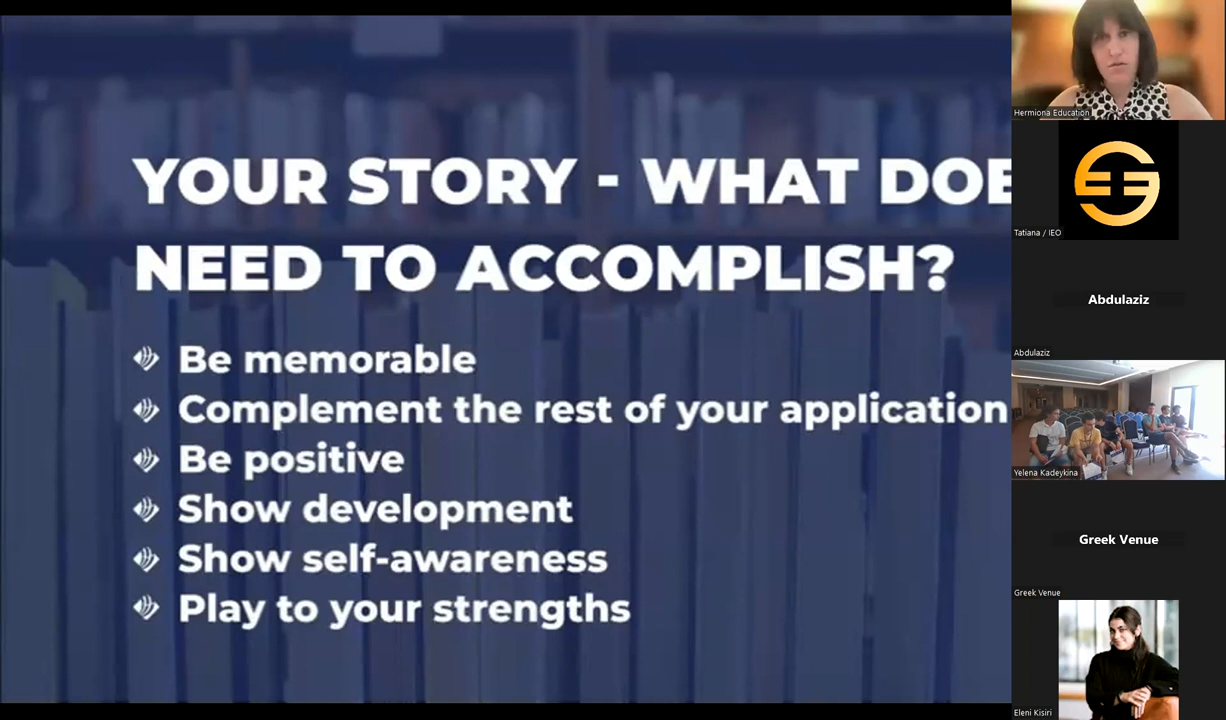 YOUR STORY - WHAT DOE
NEED TO ACCOMPLISH?
Be memorable
Complement the rest of your application
Be positive
Show development
Show self-awareness
Play to your strengths
Hermiona Education
Tatiana / IEO
Abdulaziz
Abdulaziz
Yelena Kadeykina
Greek Venue
Greek Venue
Eleni Kisiri